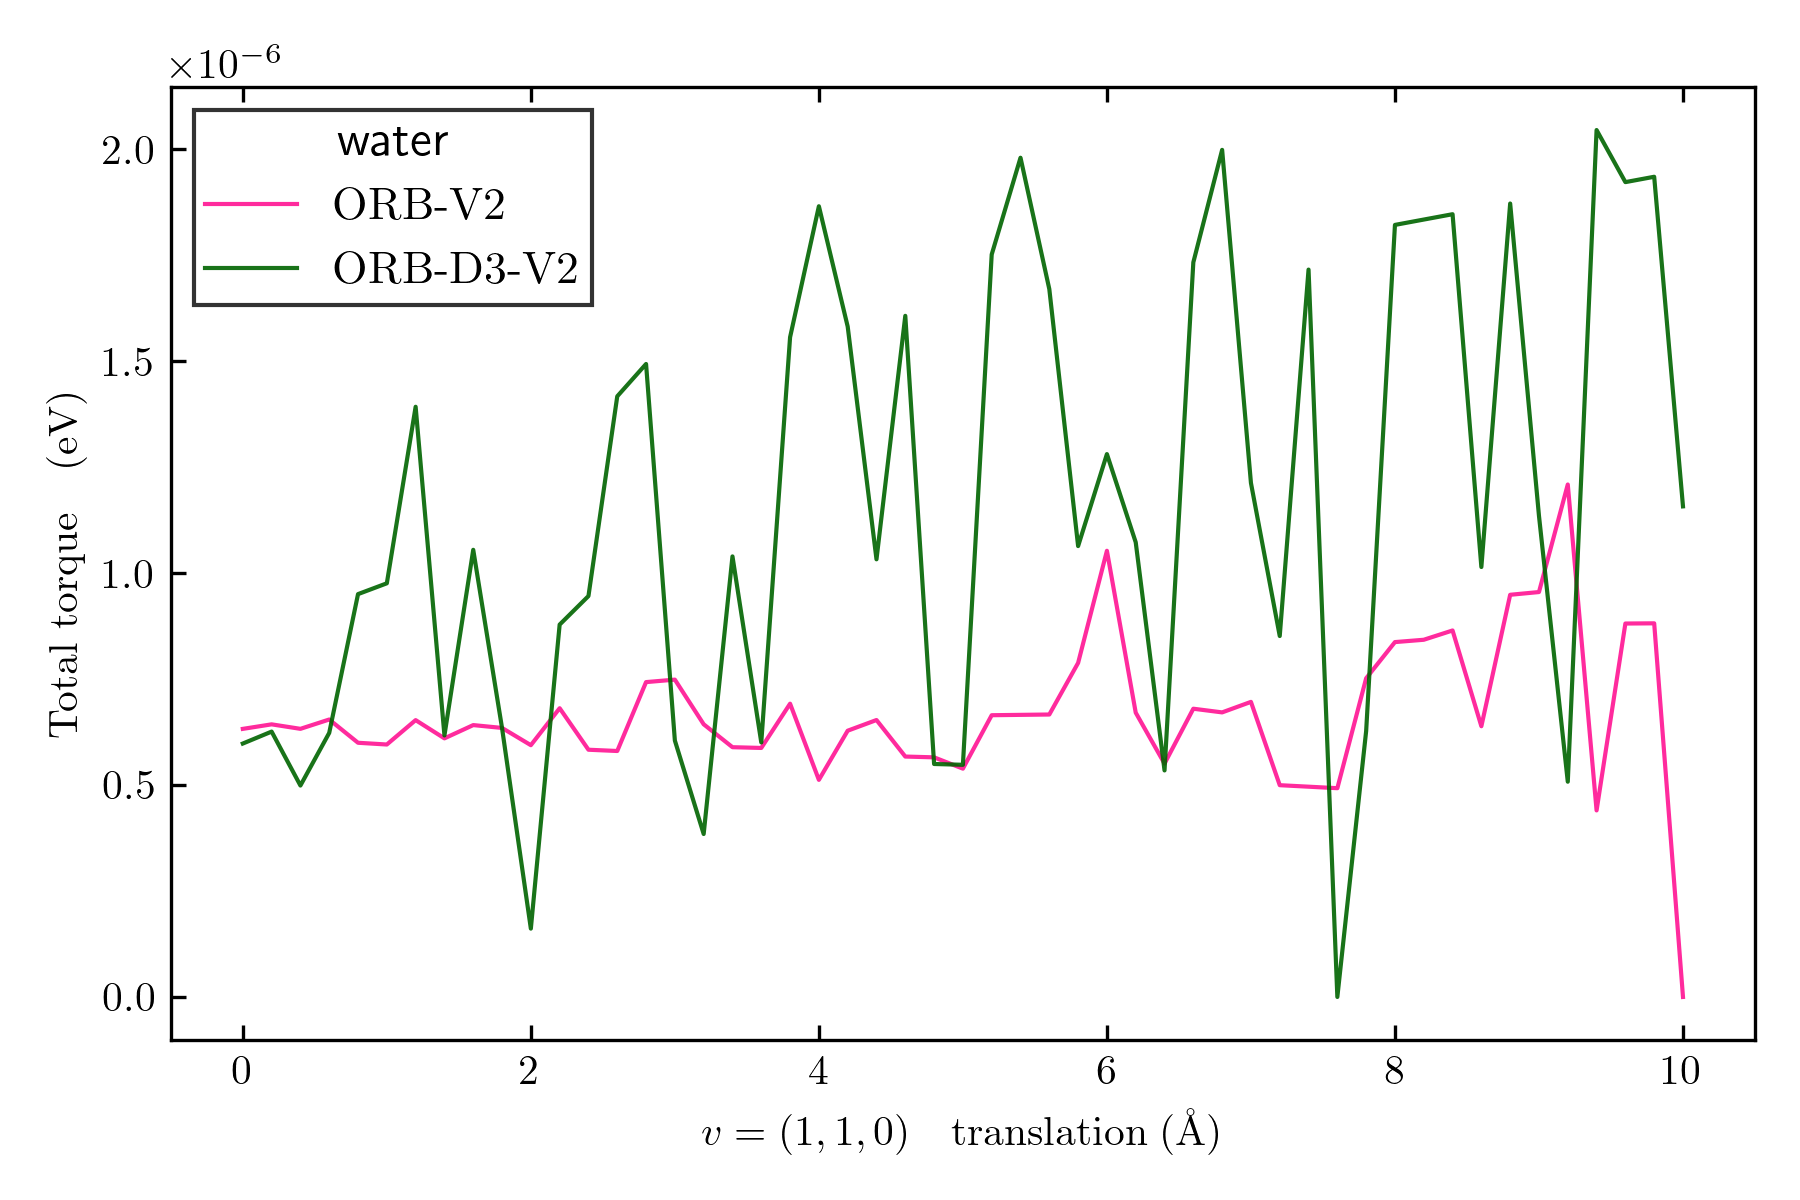 ×10⁻⁶
water
ORB-V2
ORB-D3-V2
2.0
1.5
1.0
0.5
0.0
Total torque (eV)
0 2 4 6 8 10
v = (1, 1, 0) translation (Å)